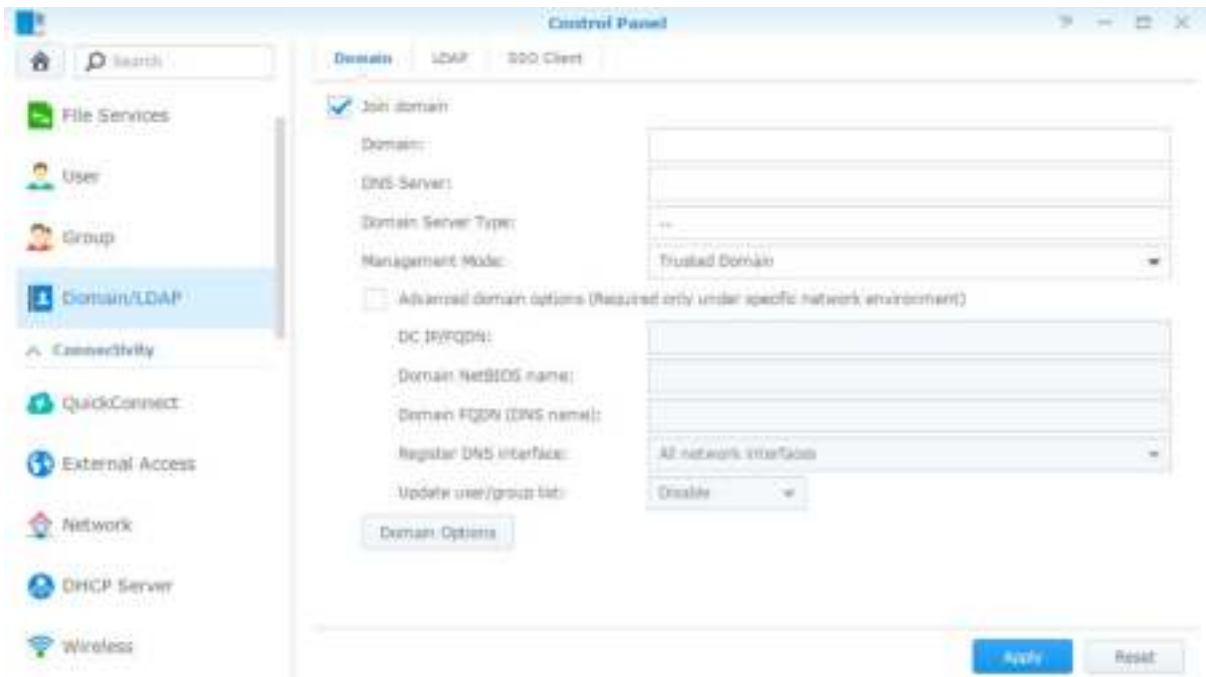 Control Panel
Search
Domain LDAP SSO Client
File Services
User
Group
Domain/LDAP
Connectivity
QuickConnect
External Access
Network
DHCP Server
Wireless
Join domain
Domain:
DNS Server:
Domain Server Type: --
Management Mode: Trusted Domain
Advanced domain options (Required only under specific network environment)
DC IP/FQDN:
Domain NetBIOS name:
Domain FQDN (DNS name):
Register DNS interface: All network interfaces
Update user/group list: Disable
Domain Options
Apply Reset